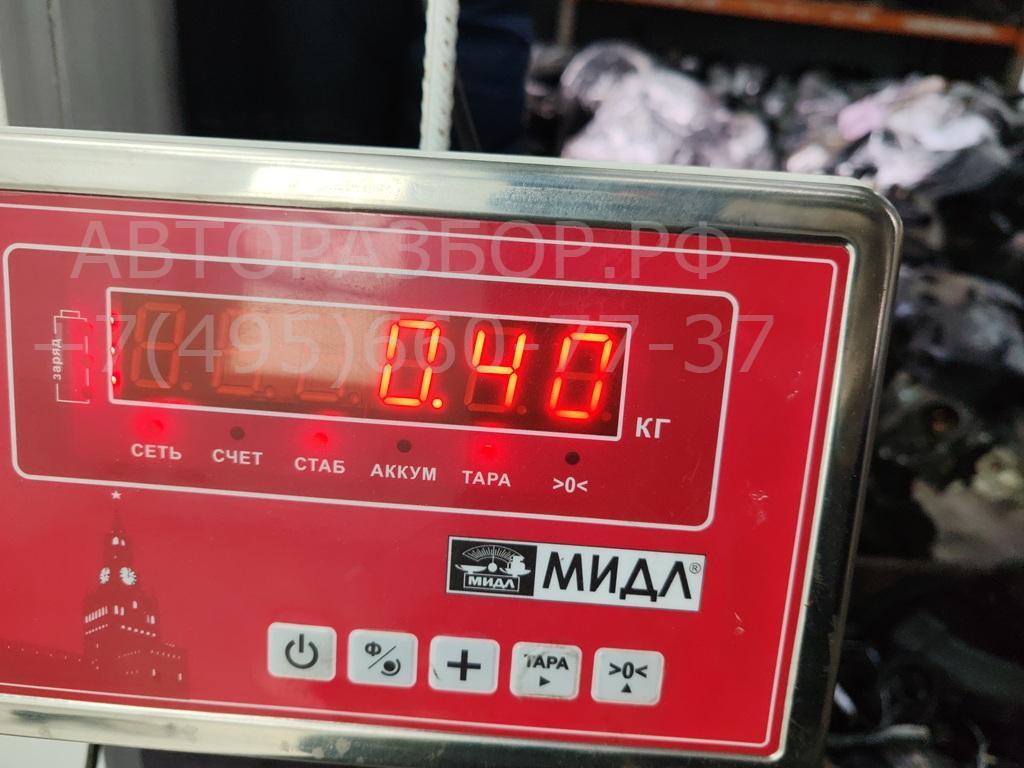 АВТОРАЗБОР.РФ
+7(495)660-77-37
заряд
0.40
КГ
СЕТЬ СЧЕТ СТАБ АККУМ ТАРА >0<
МИДЛ МИДЛ®
Ф ТАРА >0<